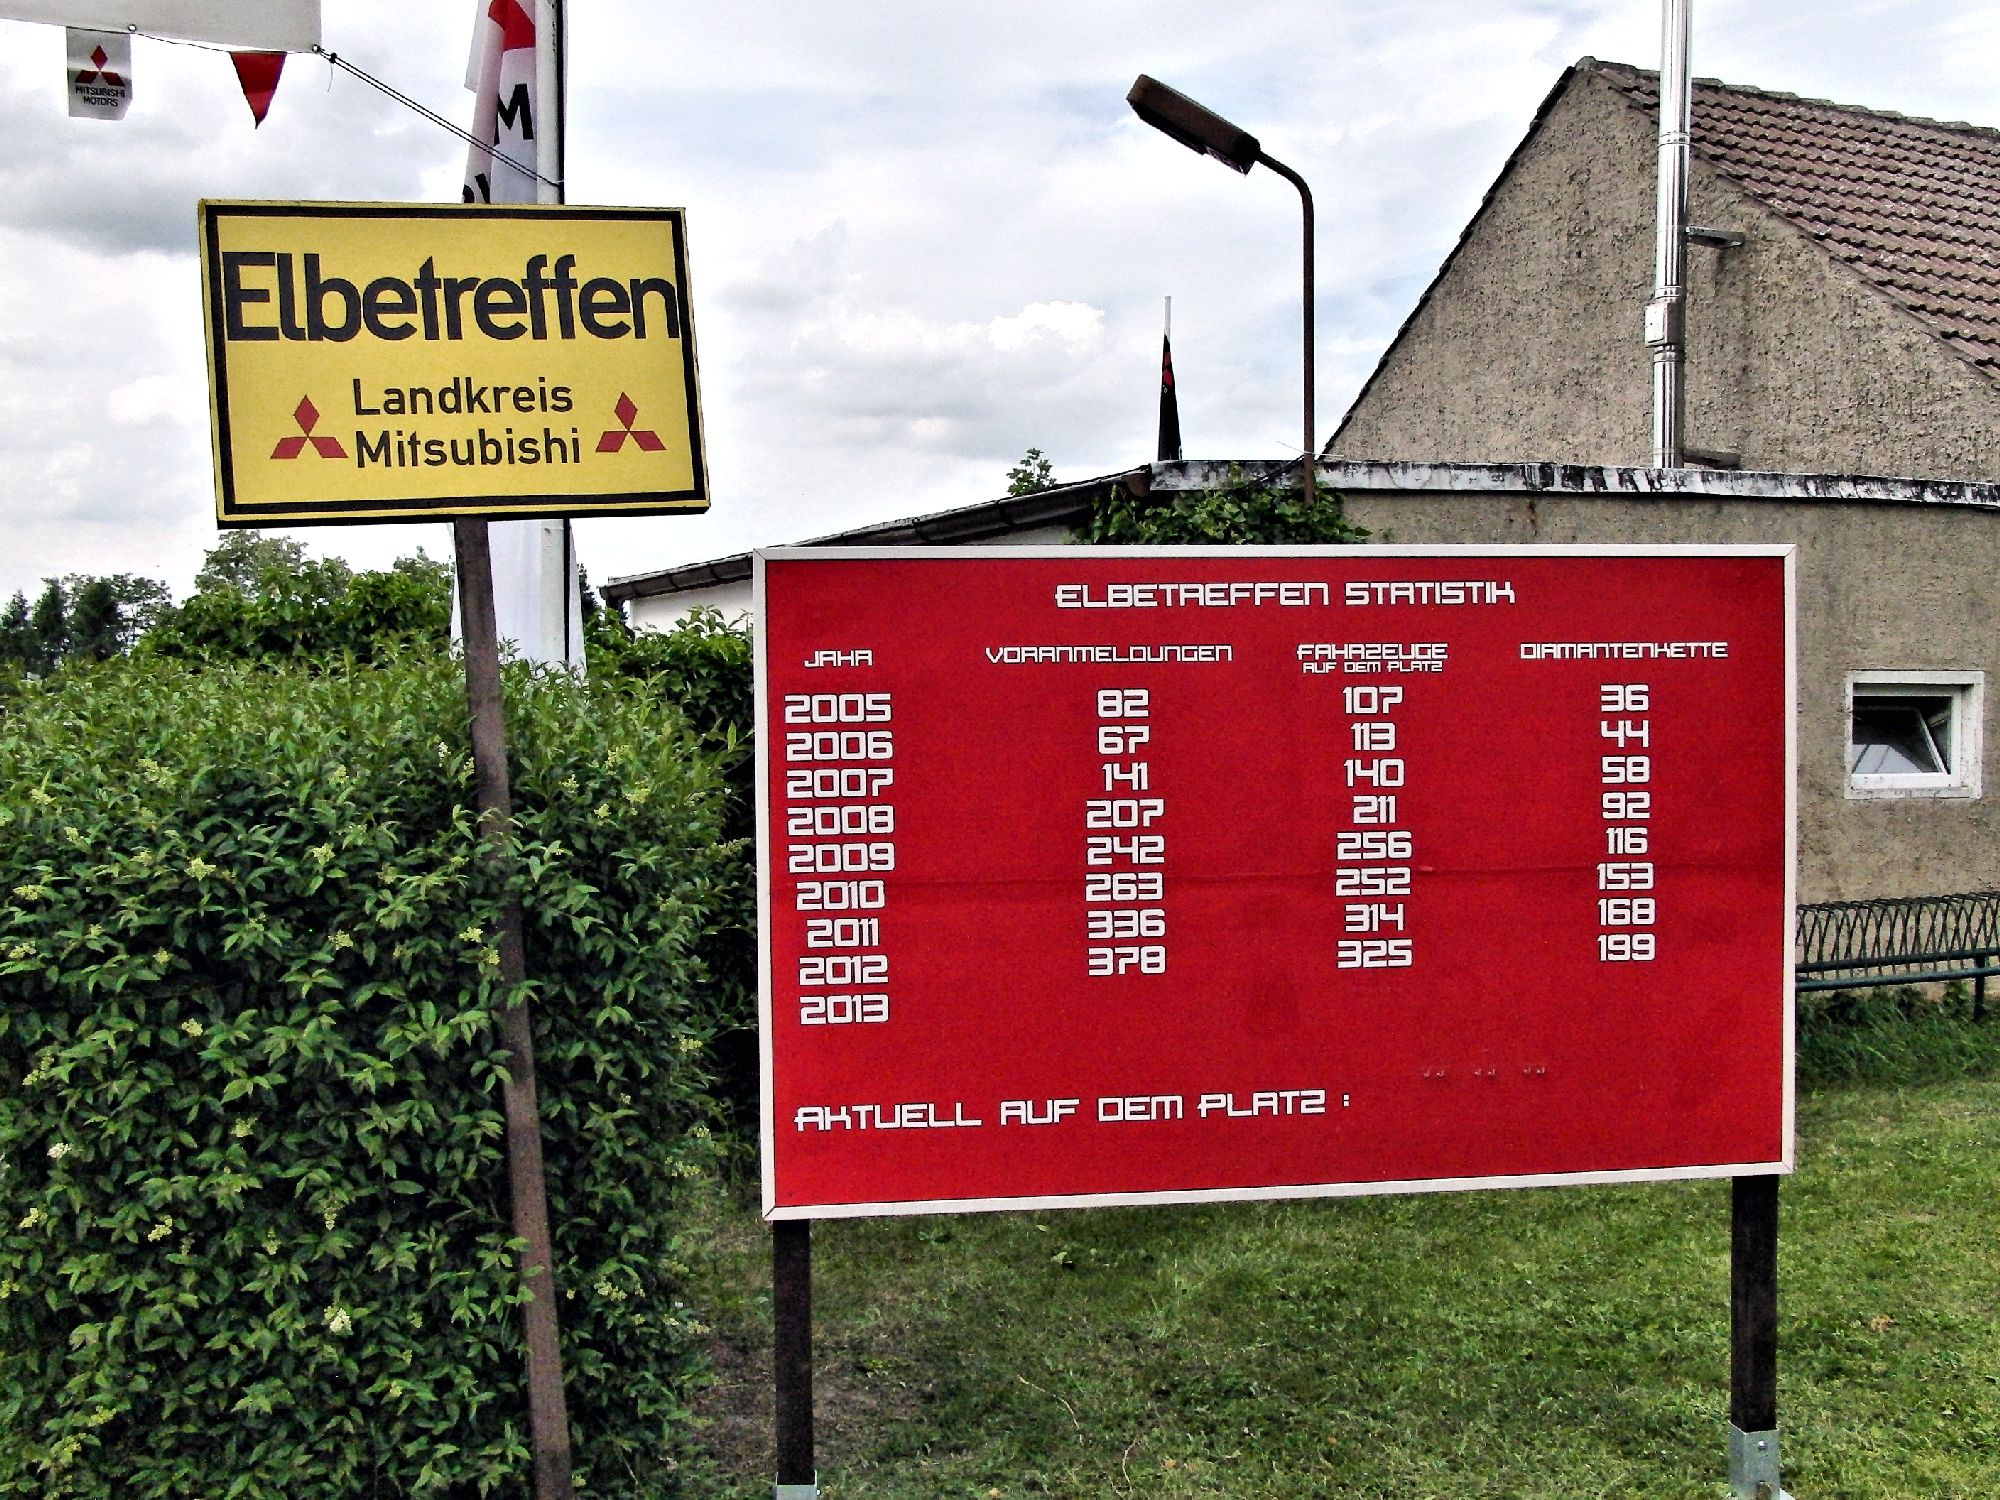 MITSUBISHI
MOTORS
M
Elbetreffen
Landkreis
Mitsubishi
ELBETREFFEN STATISTIK
JAHR VORANMELDUNGEN FAHRZEUGE DIAMANTENKETTE
AUF DEM PLATZ
2005 82 107 36
2006 67 113 44
2007 141 140 58
2008 207 211 92
2009 242 256 116
2010 263 252 153
2011 336 314 168
2012 378 325 199
2013
AKTUELL AUF DEM PLATZ :